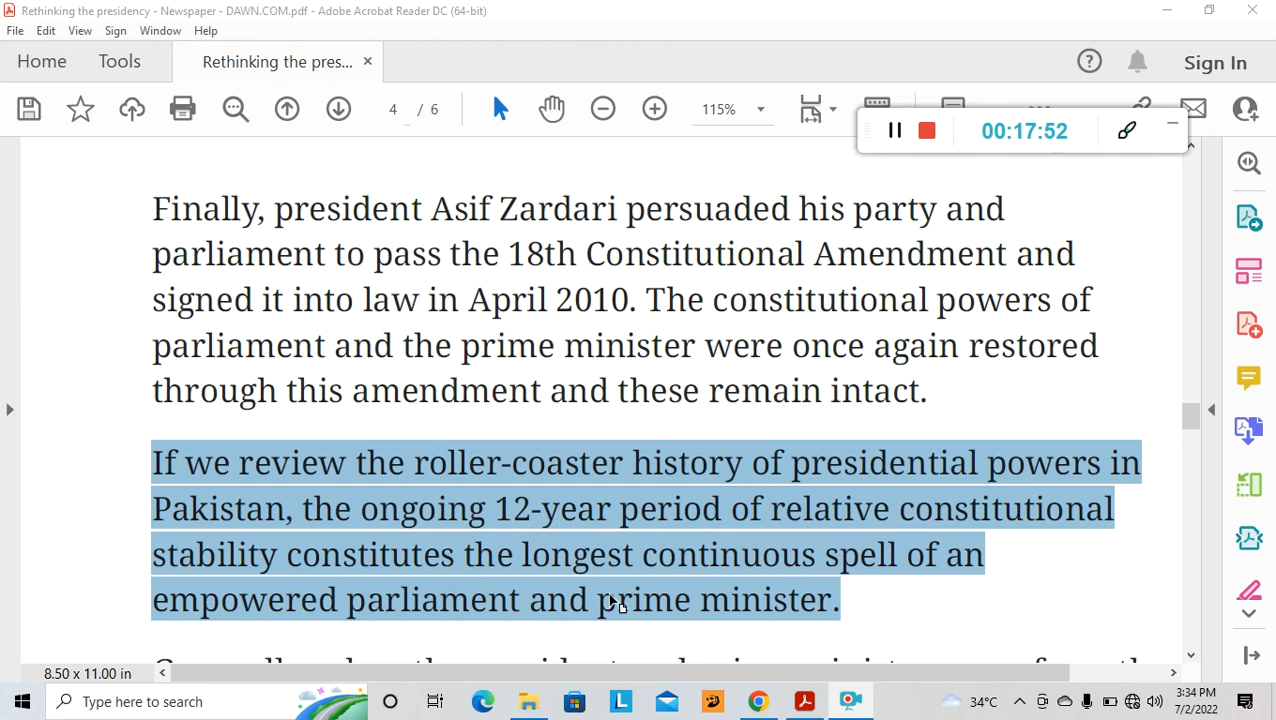 Rethinking the presidency - Newspaper - DAWN.COM.pdf - Adobe Acrobat Reader DC (64-bit)
File Edit View Sign Window Help
Home Tools Rethinking the pres... × Sign In
4 / 6 115%
00:17:52
Finally, president Asif Zardari persuaded his party and
parliament to pass the 18th Constitutional Amendment and
signed it into law in April 2010. The constitutional powers of
parliament and the prime minister were once again restored
through this amendment and these remain intact.
If we review the roller-coaster history of presidential powers in
Pakistan, the ongoing 12-year period of relative constitutional
stability constitutes the longest continuous spell of an
empowered parliament and prime minister.
8.50 x 11.00 in
Type here to search
34°C
3:34 PM
7/2/2022